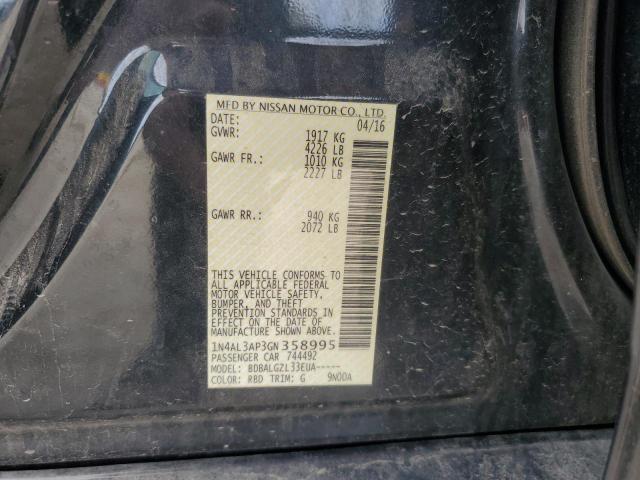 MFD BY NISSAN MOTOR CO., LTD.
DATE: 04/16
GVWR: 1917 KG
4226 LB
GAWR FR.: 1010 KG
2227 LB
GAWR RR.: 940 KG
2072 LB
THIS VEHICLE CONFORMS TO
ALL APPLICABLE FEDERAL
MOTOR VEHICLE SAFETY,
BUMPER, AND THEFT
PREVENTION STANDARDS IN
EFFECT ON THE DATE OF
MANUFACTURE SHOWN ABOVE.
1N4AL3AP3GN358995
PASSENGER CAR 744492
MODEL: BDBALGZL33EUA-----
COLOR: RBD TRIM: G 9N0DA